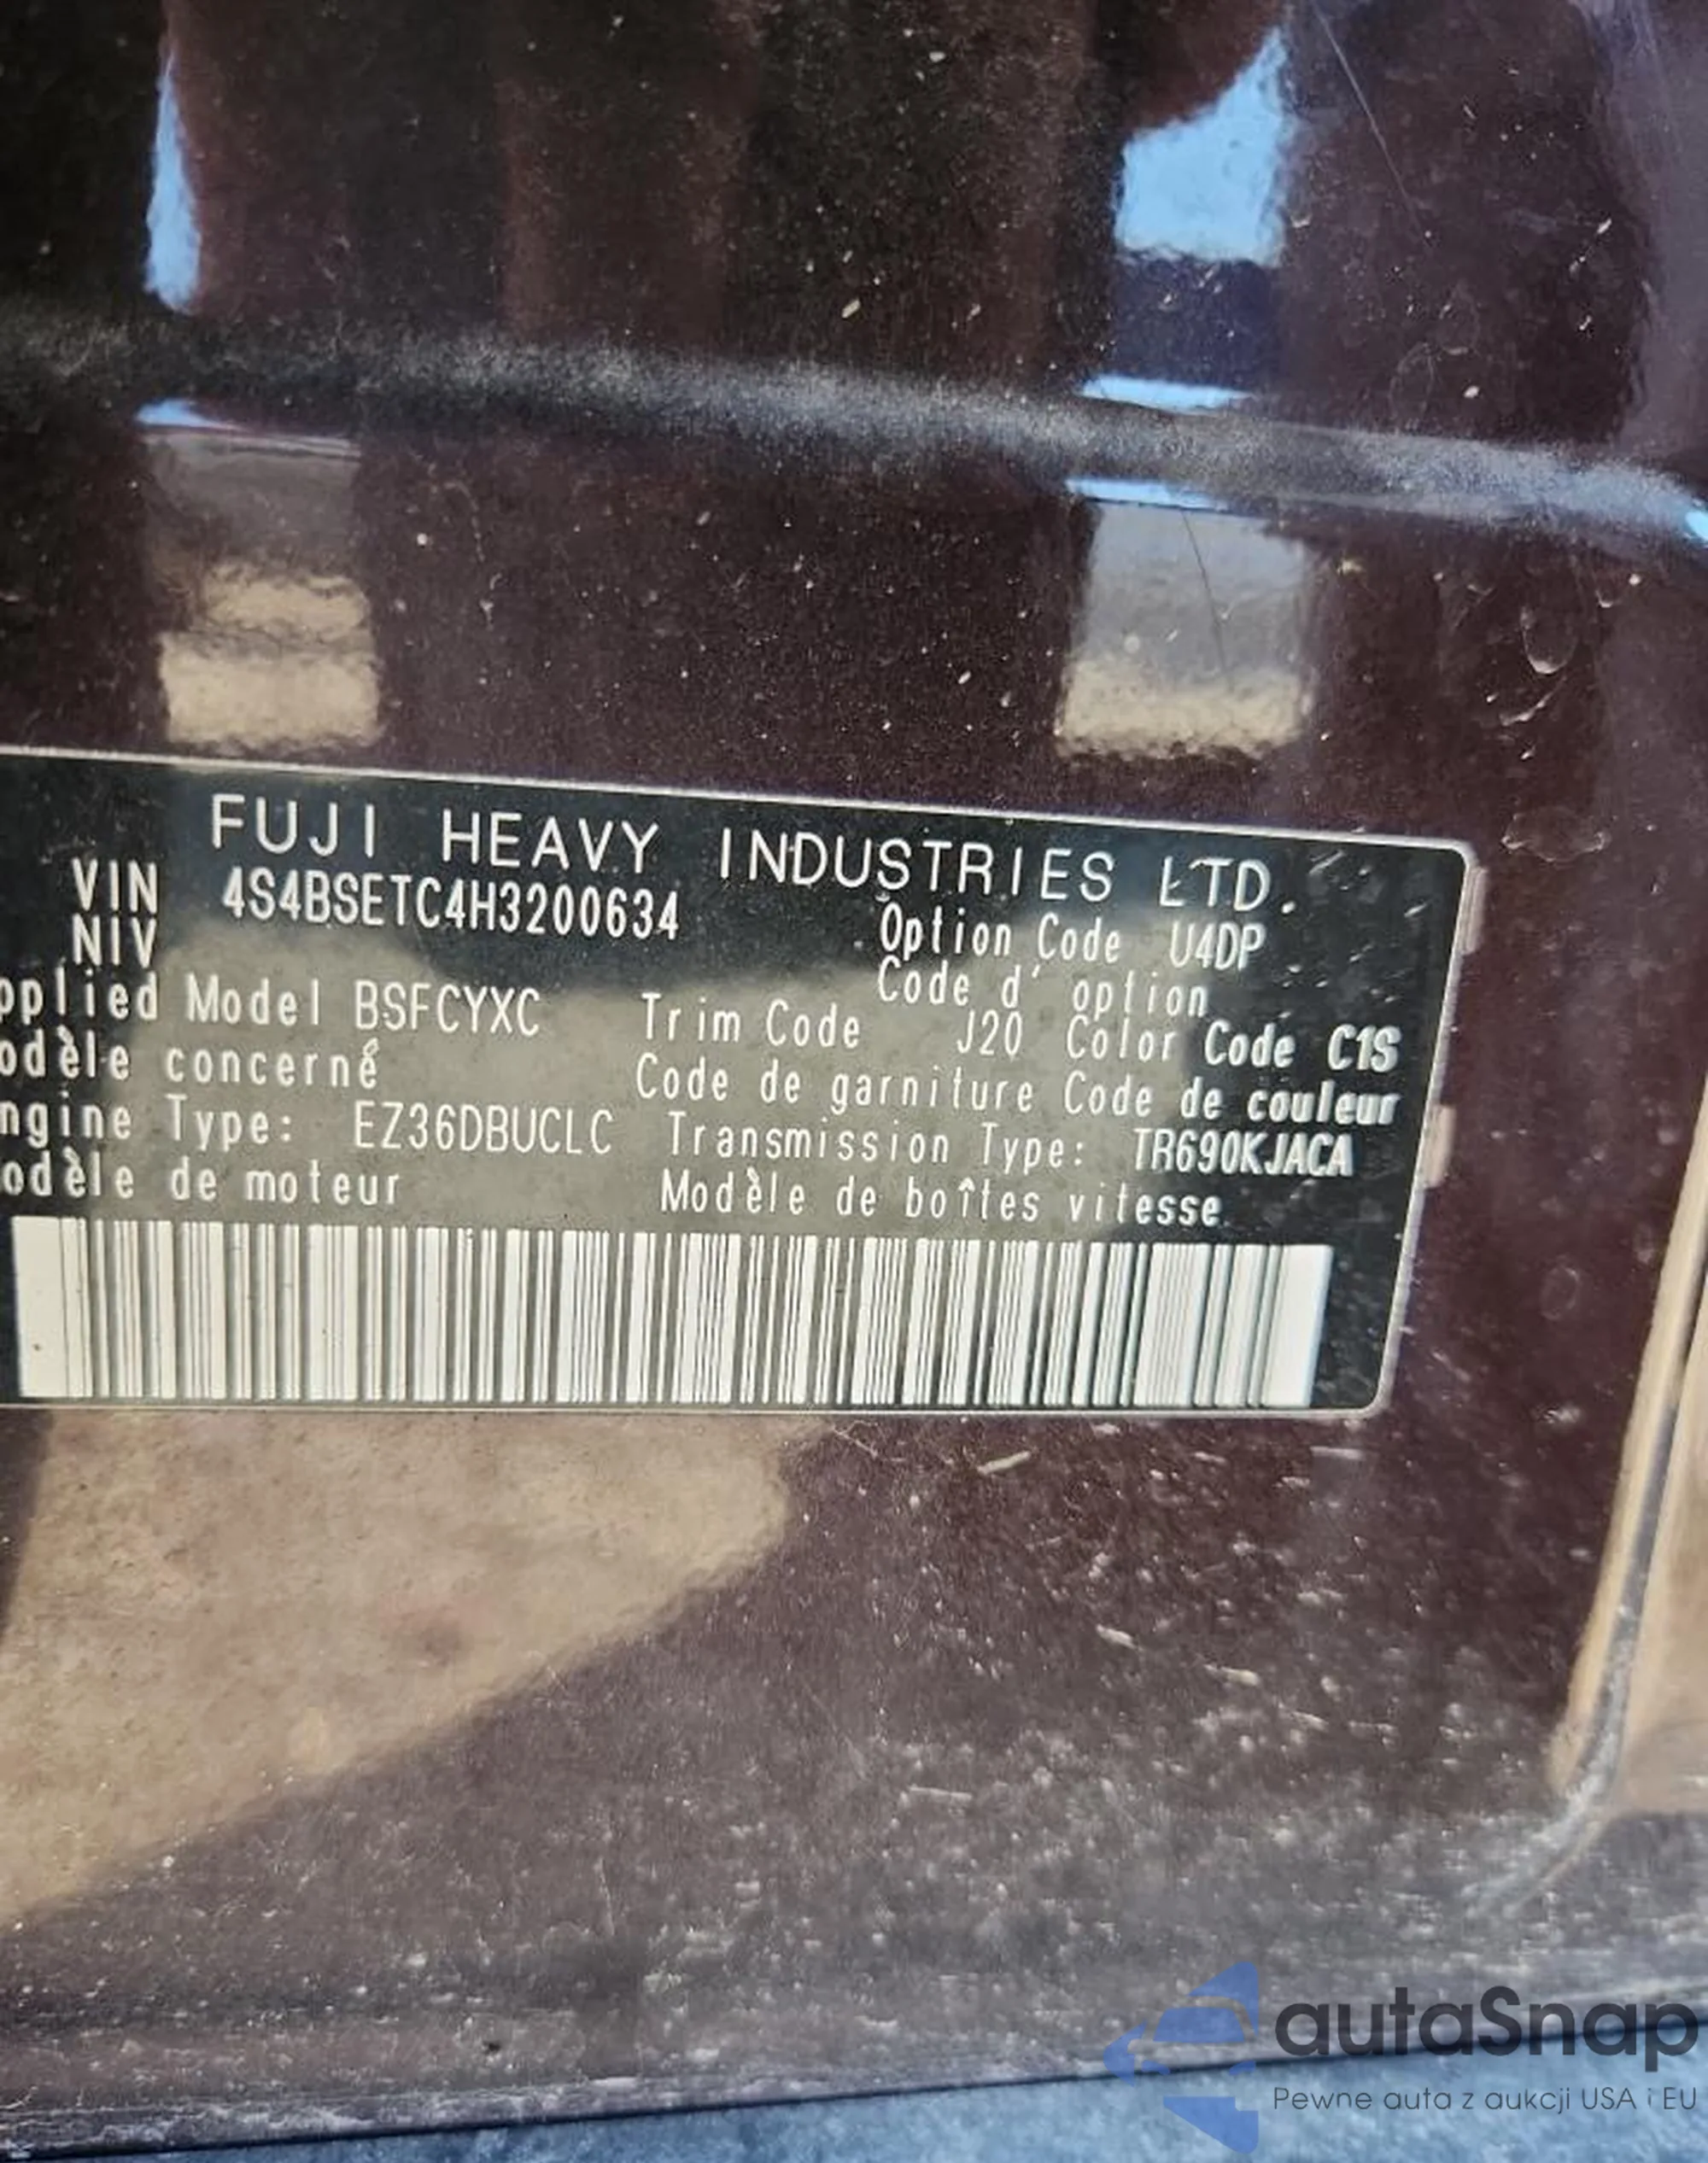 FUJI HEAVY INDUSTRIES LTD.
VIN 4S4BSETC4H3200634 Option Code U4DP
NIV Code d' option
pplied Model BSFCYXC Trim Code J20 Color Code C1S
odèle concerné Code de garniture Code de couleur
ngine Type: EZ36DBUCLC Transmission Type: TR690KJACA
odèle de moteur Modèle de boîtes vitesse
autaSnap
Pewne auta z aukcji USA i EU